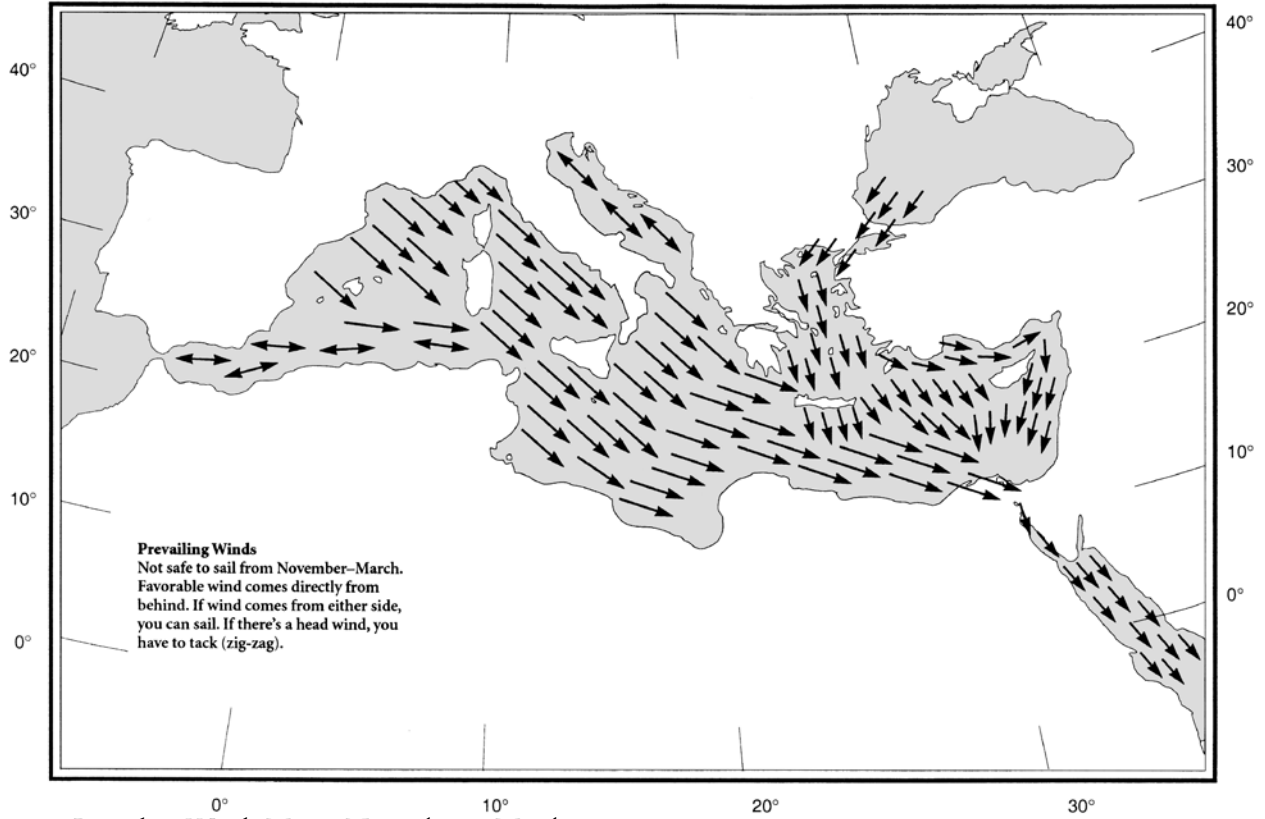 40°
40°
30°
30°
20°
20°
10°
10°
0°
0°
Prevailing Winds
Not safe to sail from November–March.
Favorable wind comes directly from
behind. If wind comes from either side,
you can sail. If there's a head wind, you
have to tack (zig-zag).
0°
10°
20°
30°